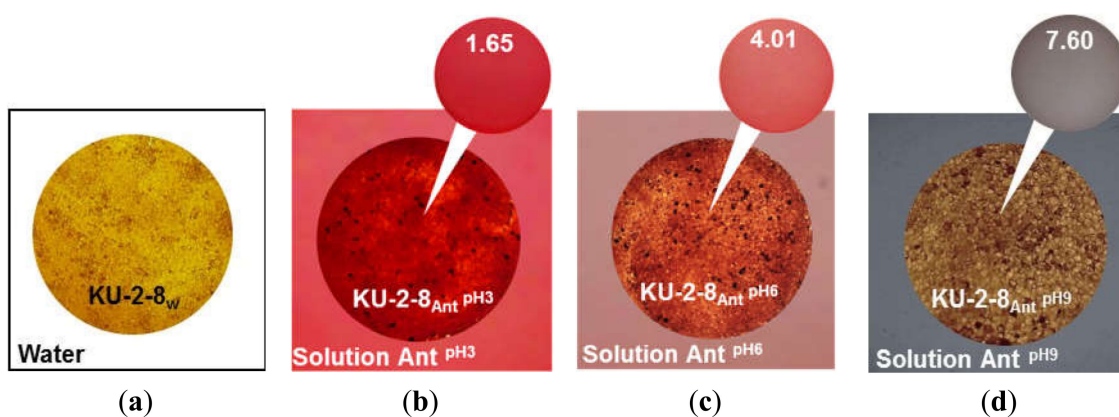 1.65
4.01
7.60
KU-2-8w
Water
KU-2-8Ant pH3
Solution Ant pH3
KU-2-8Ant pH6
Solution Ant pH6
KU-2-8Ant pH9
Solution Ant pH9
(a)
(b)
(c)
(d)